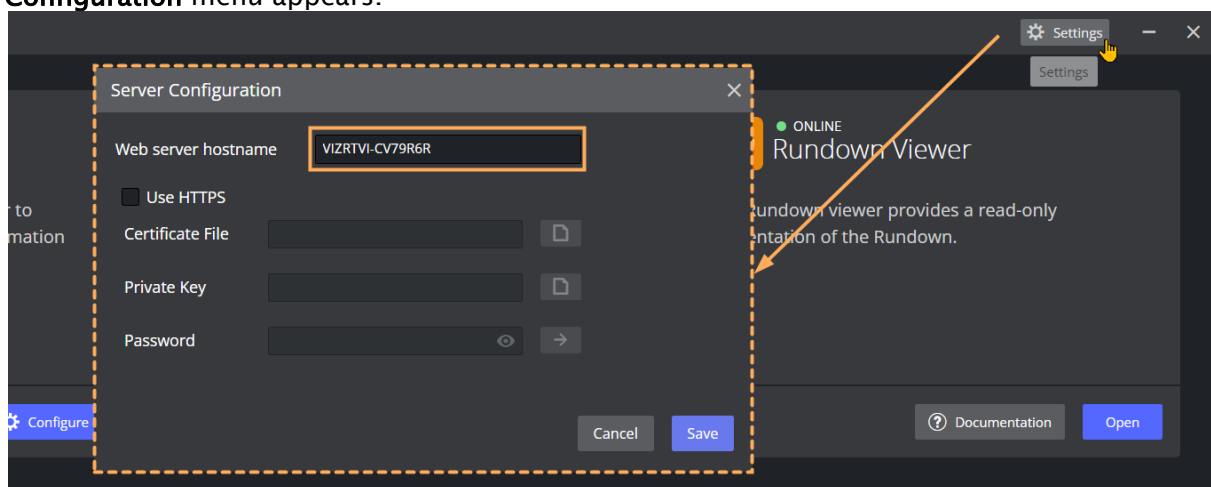 Configuration menu appears.
Settings
Settings
Server Configuration
Web server hostname VIZRTVI-CV79R6R
Use HTTPS
Certificate File
Private Key
Password
Cancel Save
to
mation
Configure
ONLINE
Rundown Viewer
undown viewer provides a read-only
entation of the Rundown.
Documentation Open